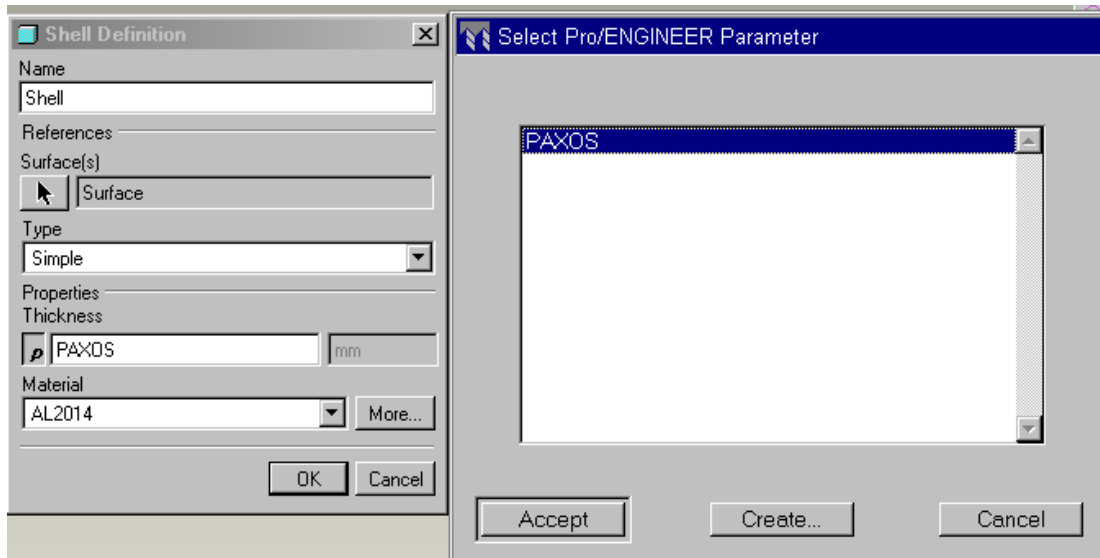 Shell Definition
Name
Shell
References
Surface(s)
Surface
Type
Simple
Properties
Thickness
p PAXOS mm
Material
AL2014 More...
OK Cancel
Select Pro/ENGINEER Parameter
PAXOS
Accept Create... Cancel